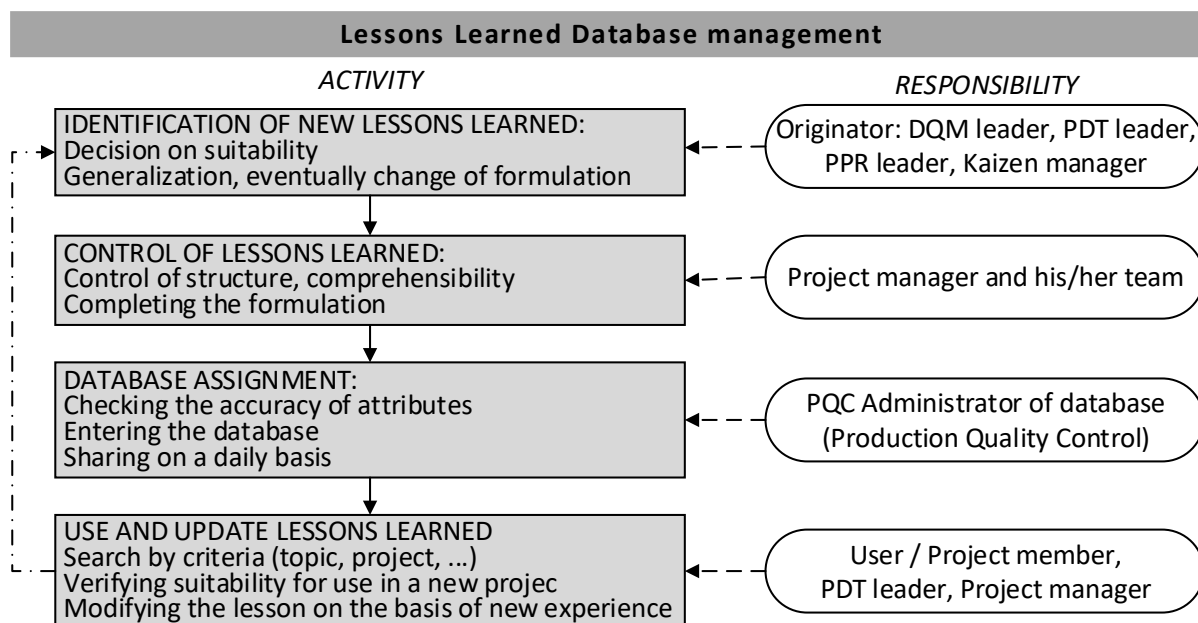 Lessons Learned Database management
ACTIVITY
RESPONSIBILITY
IDENTIFICATION OF NEW LESSONS LEARNED:
Decision on suitability
Generalization, eventually change of formulation
Originator: DQM leader, PDT leader,
PPR leader, Kaizen manager
CONTROL OF LESSONS LEARNED:
Control of structure, comprehensibility
Completing the formulation
Project manager and his/her team
DATABASE ASSIGNMENT:
Checking the accuracy of attributes
Entering the database
Sharing on a daily basis
PQC Administrator of database
(Production Quality Control)
USE AND UPDATE LESSONS LEARNED
Search by criteria (topic, project, ...)
Verifying suitability for use in a new projec
Modifying the lesson on the basis of new experience
User / Project member,
PDT leader, Project manager